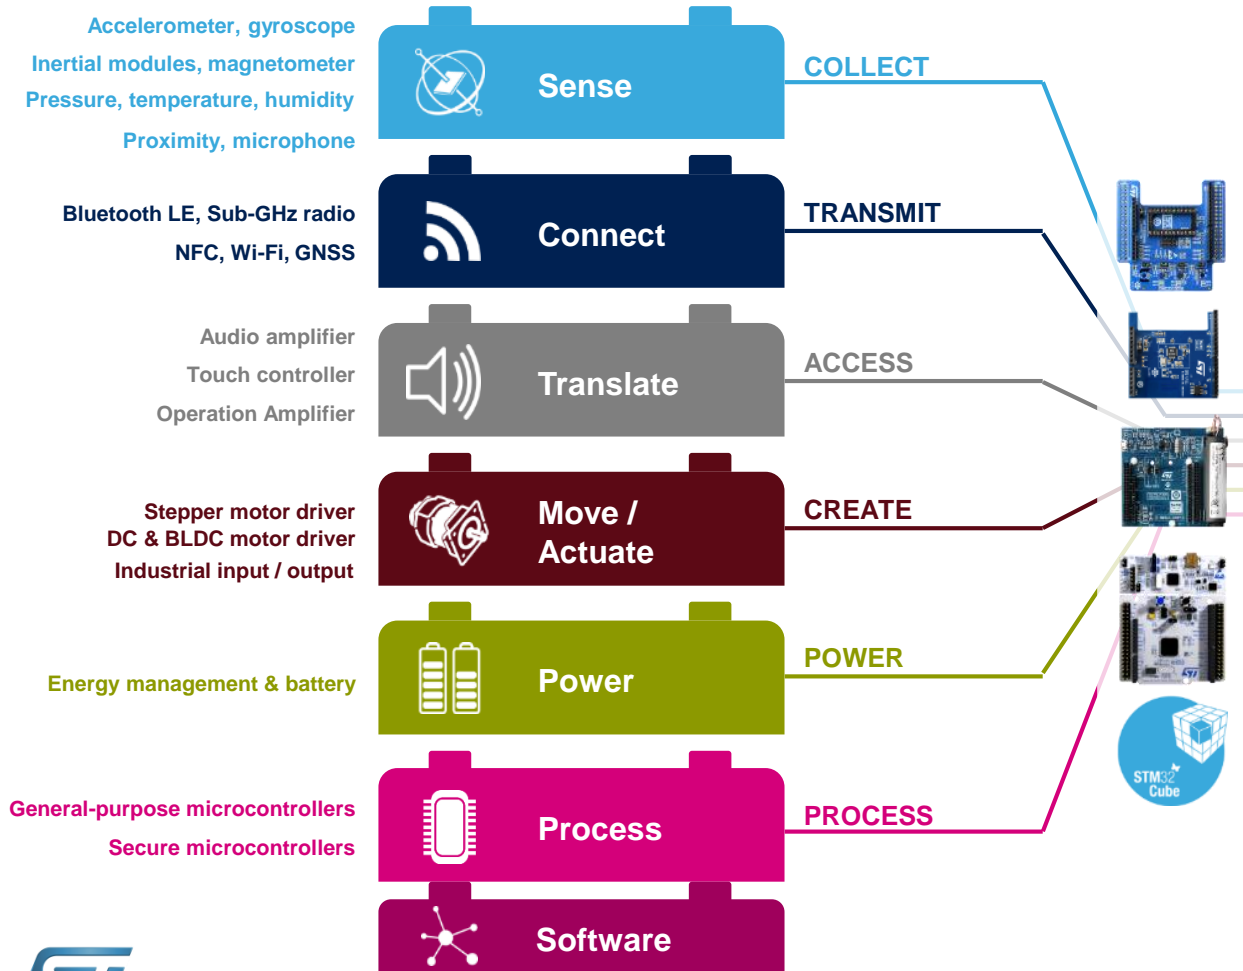 Accelerometer, gyroscope
Inertial modules, magnetometer
Pressure, temperature, humidity
Proximity, microphone
Sense
COLLECT
Bluetooth LE, Sub-GHz radio
NFC, Wi-Fi, GNSS
Connect
TRANSMIT
Audio amplifier
Touch controller
Operation Amplifier
Translate
ACCESS
Stepper motor driver
DC & BLDC motor driver
Industrial input / output
Move /
Actuate
CREATE
Energy management & battery
Power
POWER
General-purpose microcontrollers
Secure microcontrollers
Process
PROCESS
STM32
Cube
Software